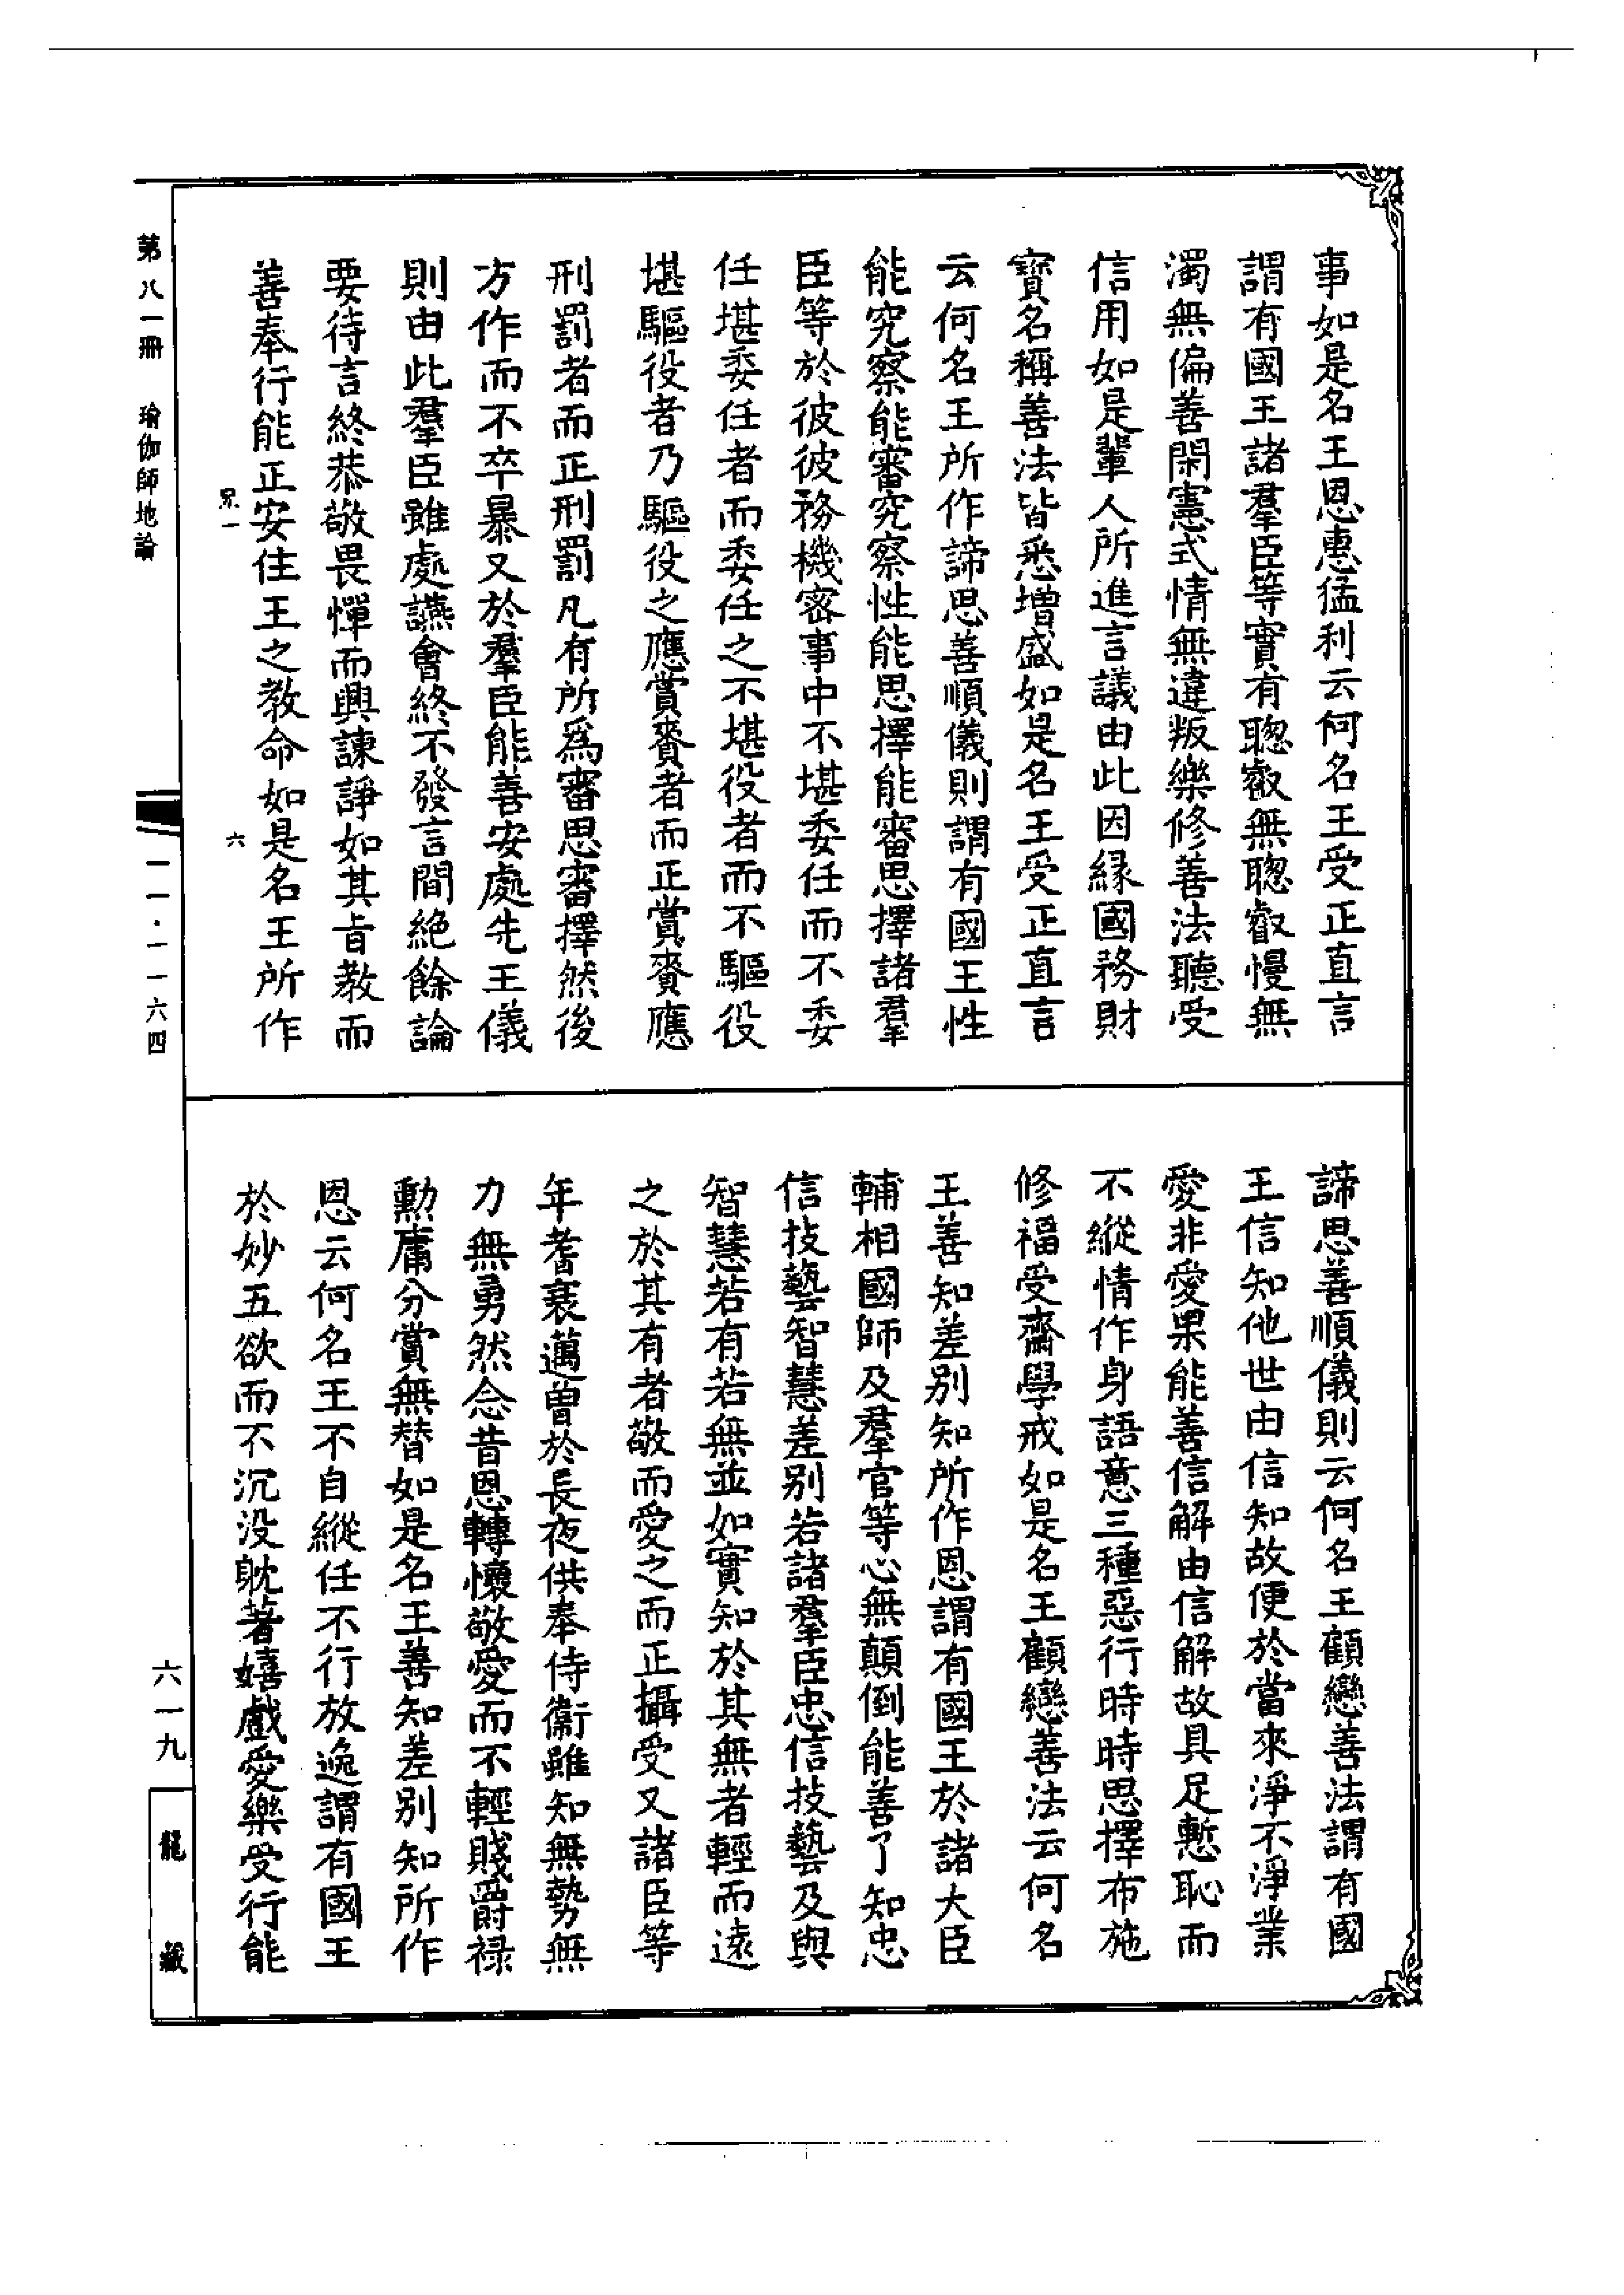 事如是名王恩惠猛利云何名王受正直言
謂有國王諸羣臣等實有聰叡無聰叡慢無
濁無偏善閑憲式情無違叛樂修善法聽受
信用如是輩人所進言議由此因緣國務財
寶名稱善法皆悉增盛如是名王受正直言
云何名王所作諦思善順儀則謂有國王性
能究察能審究察性能思擇能審思擇諸羣
臣等於彼彼務機密事中不堪委任而不委
任堪委任者而委任之不堪役者而不驅役
堪驅役者乃驅役之應賞賚者而正賞賚應
刑罰者而正刑罰凡有所爲審思審擇然後
方作而不卒暴又於羣臣能善安處先王儀
則由此羣臣雖處讌會終不發言間絶餘論
要待言終恭敬畏憚而興諫諍如其旨教而
善奉行能正安住王之教命如是名王所作
諦思善順儀則云何名王顧戀善法謂有國
王信知他世由信知故便於當來淨不淨業
愛非愛果能善信解由信解故具足慙恥而
不縱情作身語意三種惡行時時思擇布施
修福受齋學戒如是名王顧戀善法云何名
王善知差別知所作恩謂有國王於諸大臣
輔相國師及羣官等心無顛倒能善了知忠
信技藝智慧差別若諸羣臣忠信技藝及與
智慧若有若無並如實知於其無者輕而遠
之於其有者敬而愛之而正攝受又諸臣等
年耆衰邁曽於長夜供奉侍衞雖知無勢無
力無勇然念昔恩轉懷敬愛而不輕賤爵禄
勳庸分賞無替如是名王善知差別知所作
恩云何名王不自縱任不行放逸謂有國王
於妙五欲而不沉没躭著嬉戲愛樂受行能
第八一冊 瑜伽師地論
一一·一一六四
六一九
龍藏
六